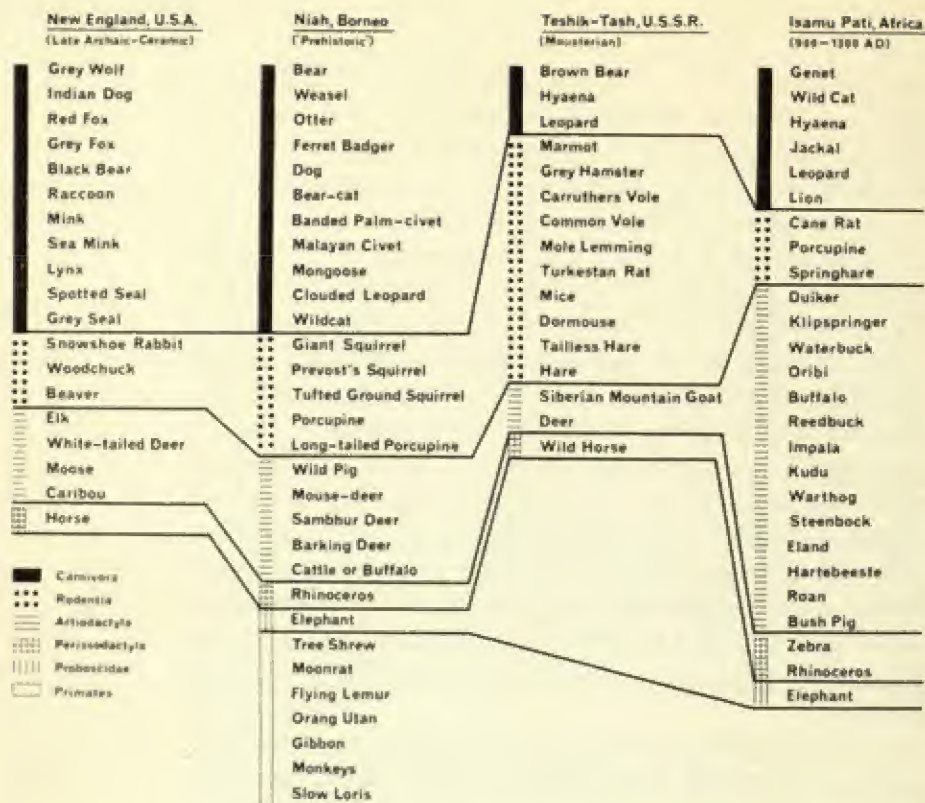 New England, U.S.A.
(Late Archaic-Ceramic)
Grey Wolf
Indian Dog
Red Fox
Grey Fox
Black Bear
Raccoon
Mink
Sea Mink
Lynx
Spotted Seal
Grey Seal
Snowshoe Rabbit
Woodchuck
Beaver
Elk
White-tailed Deer
Moose
Caribou
Horse
Carnivora
Rodentia
Artiodactyla
Perissodactyla
Proboscidae
Primates
Niah, Borneo
("Prehistoric")
Bear
Weasel
Otter
Ferret Badger
Dog
Bear-cat
Banded Palm-civet
Malayan Civet
Mongoose
Clouded Leopard
Wildcat
Giant Squirrel
Prevost's Squirrel
Tufted Ground Squirrel
Porcupine
Long-tailed Porcupine
Wild Pig
Mouse-deer
Sambhur Deer
Barking Deer
Cattle or Buffalo
Rhinoceros
Elephant
Tree Shrew
Moonrat
Flying Lemur
Orang Utan
Gibbon
Monkeys
Slow Loris
Teshik-Tash, U.S.S.R.
(Mousterian)
Brown Bear
Hyaena
Leopard
Marmot
Grey Hamster
Carruthers Vole
Common Vole
Mole Lemming
Turkestan Rat
Mice
Dormouse
Tailless Hare
Hare
Siberian Mountain Goat
Deer
Wild Horse
Isamu Pati, Africa
(900-1300 AD)
Genet
Wild Cat
Hyaena
Jackal
Leopard
Lion
Cane Rat
Porcupine
Springhare
Duiker
Klipspringer
Waterbuck
Oribi
Buffalo
Reedbuck
Impala
Kudu
Warthog
Steenbock
Eland
Hartebeeste
Roan
Bush Pig
Zebra
Rhinoceros
Elephant